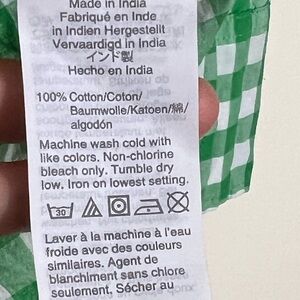 Made in India
Fabriqué en Inde
in Indien Hergestellt
Vervaardigd in India
インド製
Hecho en India
100% Cotton/Coton/
Baumwolle/Katoen/綿/
algodón
Machine wash cold with
like colors. Non-chlorine
bleach only. Tumble dry
low. Iron on lowest setting.
30
Laver à la machine à l'eau
froide avec des couleurs
similaires. Agent de
blanchiment sans chlore
seulement. Sécher au